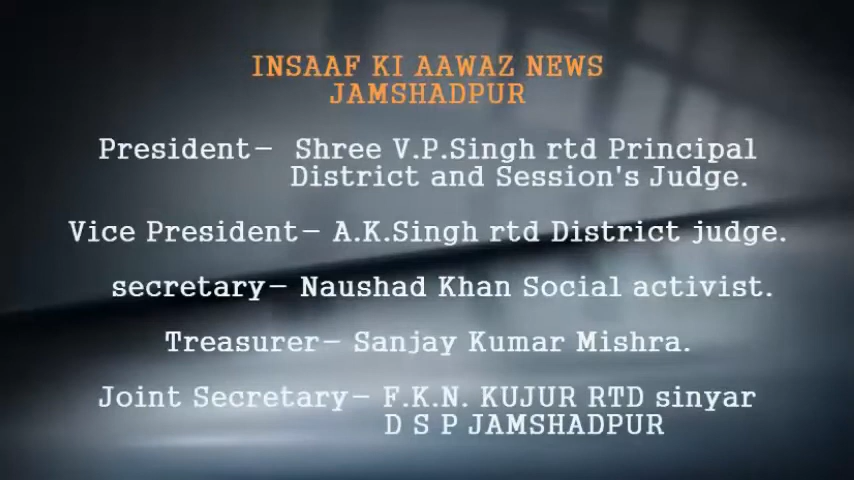 INSAAF KI AAWAZ NEWS
JAMSHADPUR
President- Shree V.P.Singh rtd Principal
District and Session's Judge.
Vice President- A.K.Singh rtd District judge.
secretary- Naushad Khan Social activist.
Treasurer- Sanjay Kumar Mishra.
Joint Secretary- F.K.N. KUJUR RTD sinyar
D S P JAMSHADPUR